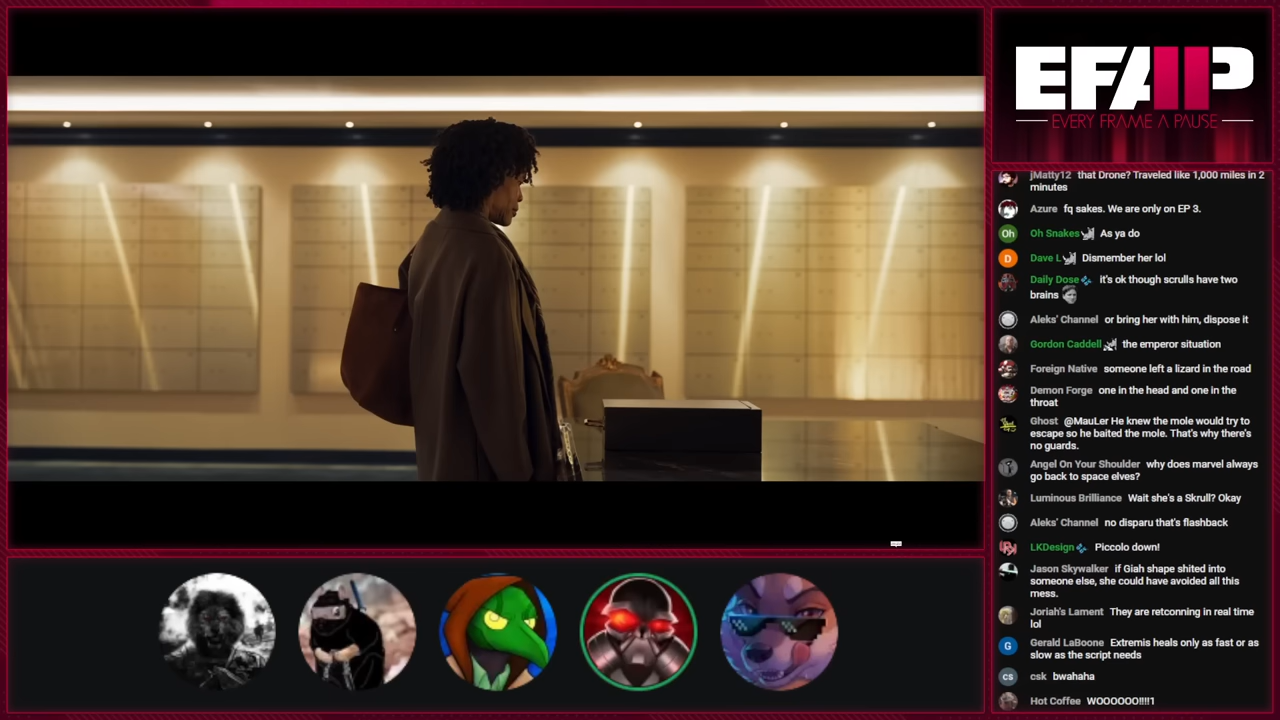 EFAP
EVERY FRAME A PAUSE
jMatty12 that Drone? Traveled like 1,000 miles in 2
minutes
Azure fq sakes. We are only on EP 3.
Oh
Oh Snakes As ya do
D
Dave L Dismember her lol
Daily Dose it's ok though scrulls have two
brains
Aleks' Channel or bring her with him, dispose it
Gordon Caddell the emperor situation
Foreign Native someone left a lizard in the road
Demon Forge one in the head and one in the
throat
Ghost @MauLer He knew the mole would try to
escape so he baited the mole. That's why there's
no guards.
Angel On Your Shoulder why does marvel always
go back to space elves?
Luminous Brilliance Wait she's a Skrull? Okay
Aleks' Channel no disparu that's flashback
LKDesign Piccolo down!
Jason Skywalker if Giah shape shited into
someone else, she could have avoided all this
mess.
Joriah's Lament They are retconning in real time
lol
G
Gerald LaBoone Extremis heals only as fast or as
slow as the script needs
cs
csk bwahaha
Hot Coffee WOOOOOO!!!!1